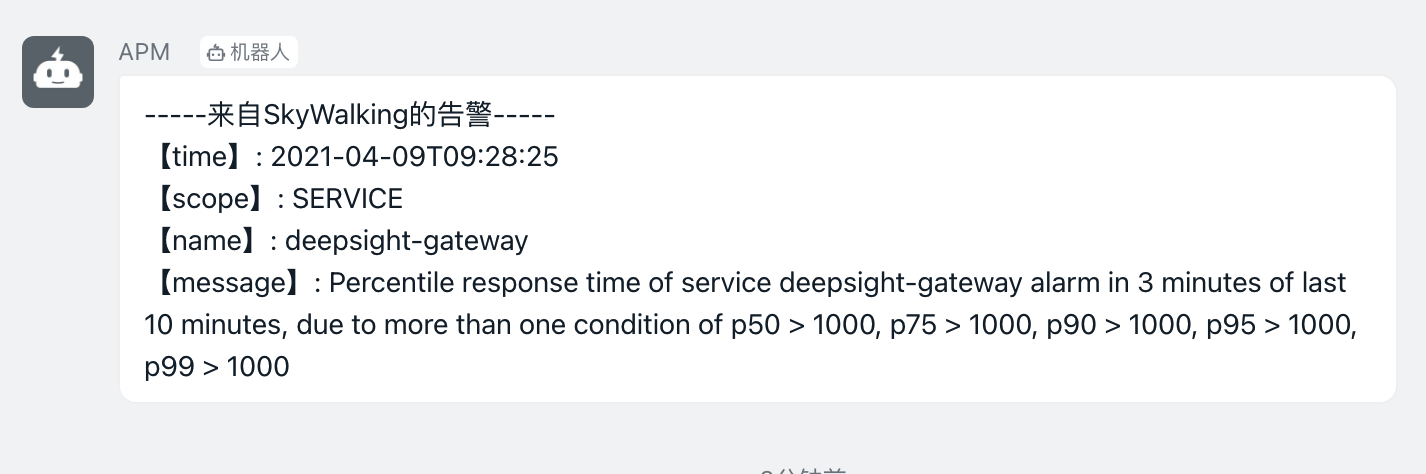 APM 机器人
-----来自SkyWalking的告警-----
【time】: 2021-04-09T09:28:25
【scope】: SERVICE
【name】: deepsight-gateway
【message】: Percentile response time of service deepsight-gateway alarm in 3 minutes of last
10 minutes, due to more than one condition of p50 > 1000, p75 > 1000, p90 > 1000, p95 > 1000,
p99 > 1000